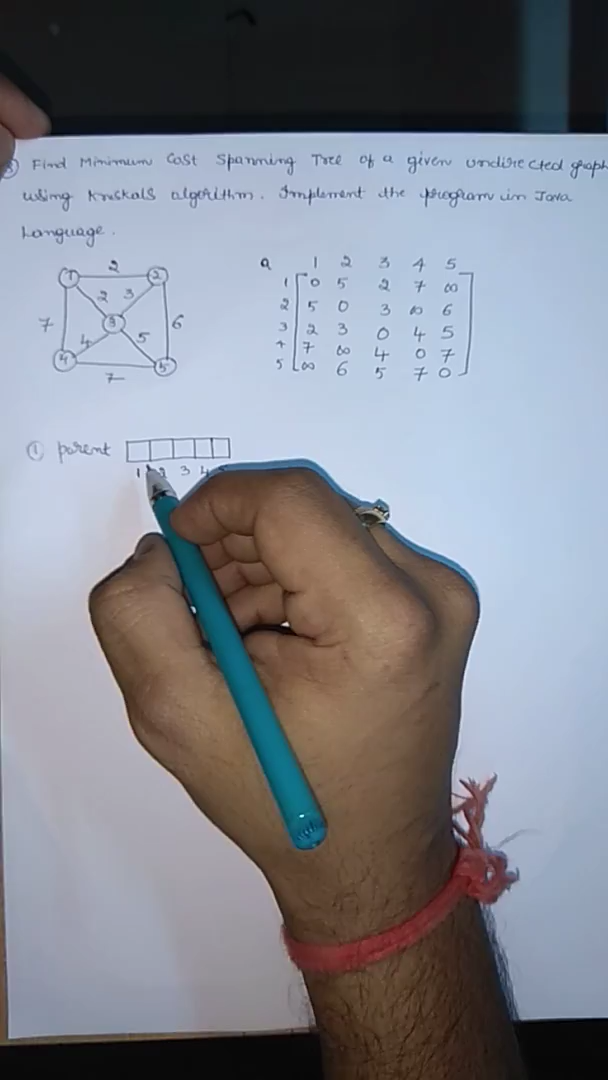 Find Minimum Cost Spanning Tree of a given undirected graph
using Kruskals algorithm. Implement the program in Java
Language.
2
1 2
2 3
7 3 6
4 5
4 5
7
a 1 2 3 4 5
1 0 5 2 7 ∞
2 5 0 3 ∞ 6
3 2 3 0 4 5
4 7 ∞ 4 0 7
5 ∞ 6 5 7 0
① parent
1 2 3 4 5